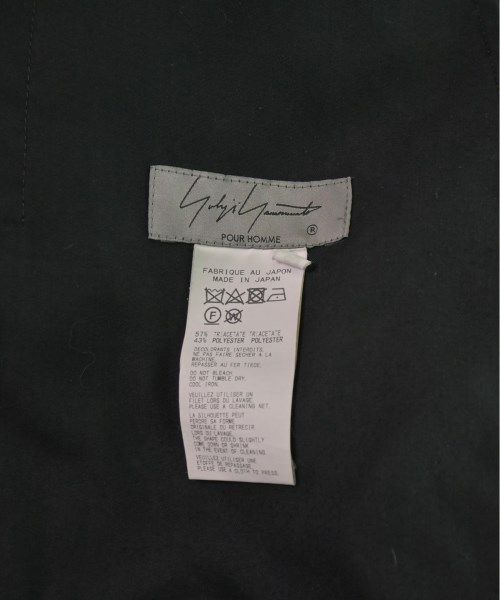 Yohji Yamamoto
POUR HOMME ®
FABRIQUE AU JAPON
MADE IN JAPAN
F W
57% TRIACETATE TRIACETATE
43% POLYESTER POLYESTER
DECOLORANTS INTERDITS.
NE PAS FAIRE SECHER A LA
MACHINE.
REPASSER AU FER TIEDE.
DO NOT BLEACH.
DO NOT TUMBLE DRY.
COOL IRON.
VEUILLEZ UTILISER UN
FILET LORS DU LAVAGE.
PLEASE USE A CLEANING NET.
LA SILHOUETTE PEUT
PERDRE SA FORME
ORIGINALE OU RETRECIR
LORS DU LAVAGE.
THE SHAPE COULD SLIGHTLY
COME DOWN OR SHRINK
IN THE EVENT OF CLEANING.
VEUILLEZ UTILISER UNE
ETOFFE DE REPASSAGE.
PLEASE USE A CLOTH TO PRESS.